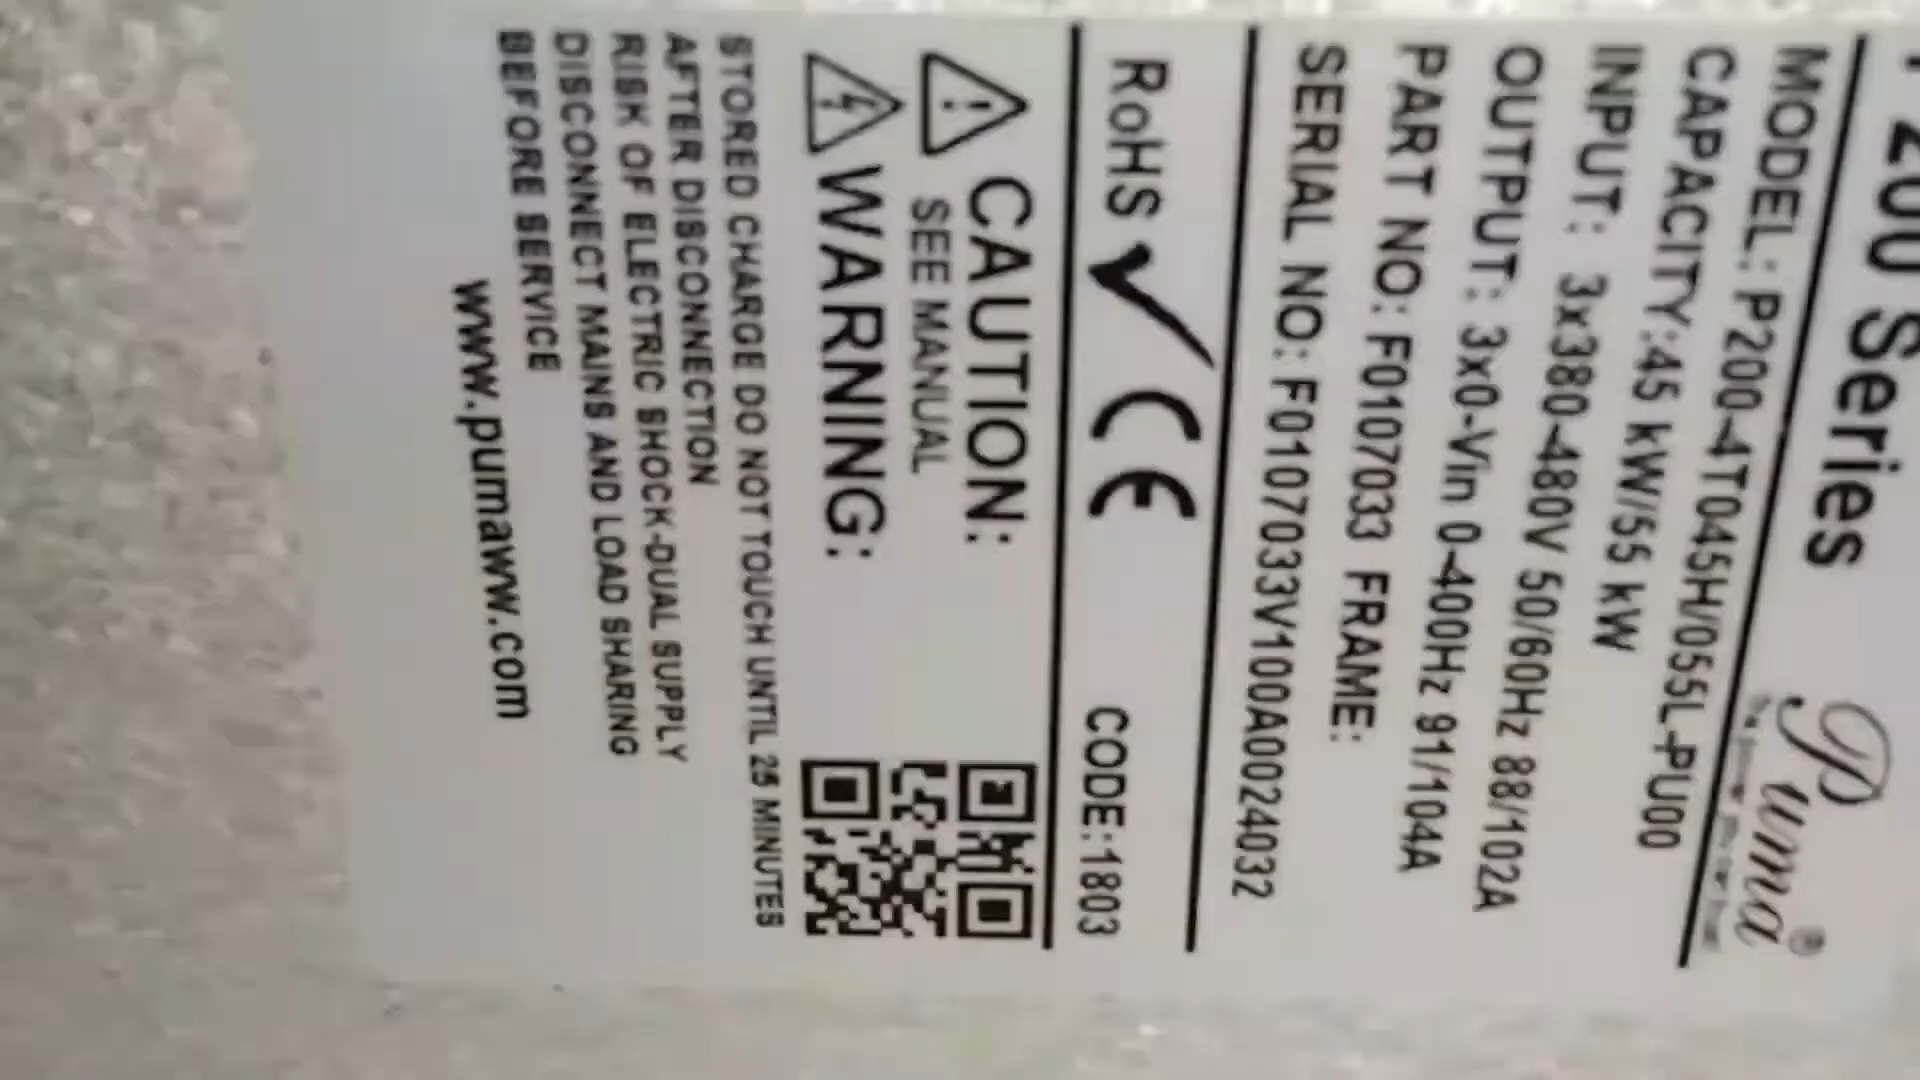 P200 Series
Puma®
MODEL: P200-4T045H/055L-PU00
CAPACITY:45 kW/55 kW
INPUT: 3x380-480V 50/60Hz 88/102A
OUTPUT: 3x0-Vin 0-400Hz 91/104A
PART NO: F0107033 FRAME:
SERIAL NO: F0107033V100A0024032
RoHS CE CODE:1803
CAUTION:
SEE MANUAL
WARNING:
STORED CHARGE DO NOT TOUCH UNTIL 25 MINUTES
AFTER DISCONNECTION
RISK OF ELECTRIC SHOCK-DUAL SUPPLY
DISCONNECT MAINS AND LOAD SHARING
BEFORE SERVICE
www.pumaww.com